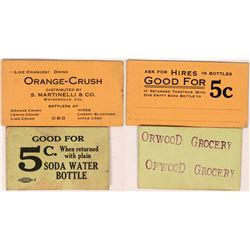 "LIKE ORANGES?" DRINK
ORANGE-CRUSH
DISTRIBUTED BY
S. MARTINELLI & CO.
WATSONVILLE, CAL.
BOTTLERS OF
ORANGE-CRUSH HIRES
LEMON-CRUSH CHERRY BLOSSOMS
LIME-CRUSH O-B-O APPLE CIDER
ASK FOR HIRES IN BOTTLES
GOOD FOR
IF RETURNED TOGETHER WITH
ONE EMPTY SODA BOTTLE TO
5c
GOOD FOR
5C. When returned
with plain
SODA WATER
BOTTLE
ORWOOD GROCERY
ORWOOD GROCERY